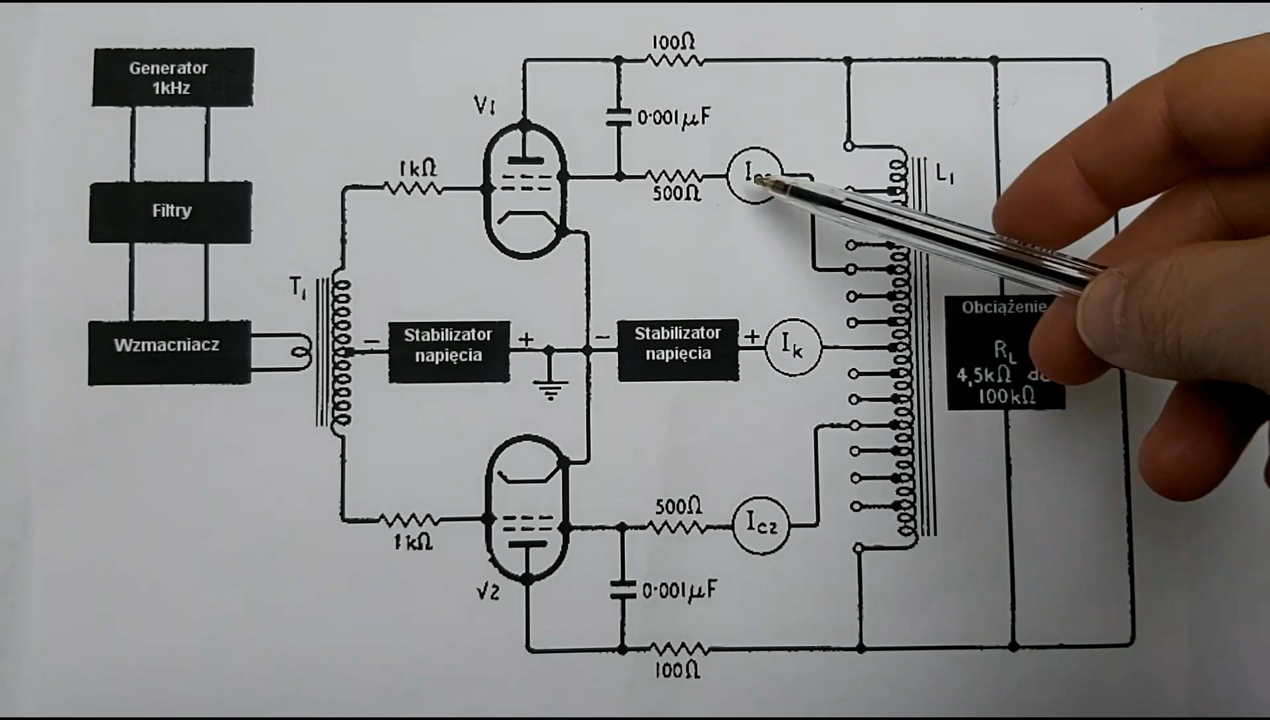 Generator
1kHz
Filtry
Wzmacniacz
T1
1kΩ
V1
100Ω
0·001μF
500Ω
L1
−
Stabilizator
napięcia
+
−
Stabilizator
napięcia
+
Ik
Obciążenie
RL
4,5kΩ
100kΩ
1kΩ
V2
500Ω
Ic2
0·001μF
100Ω